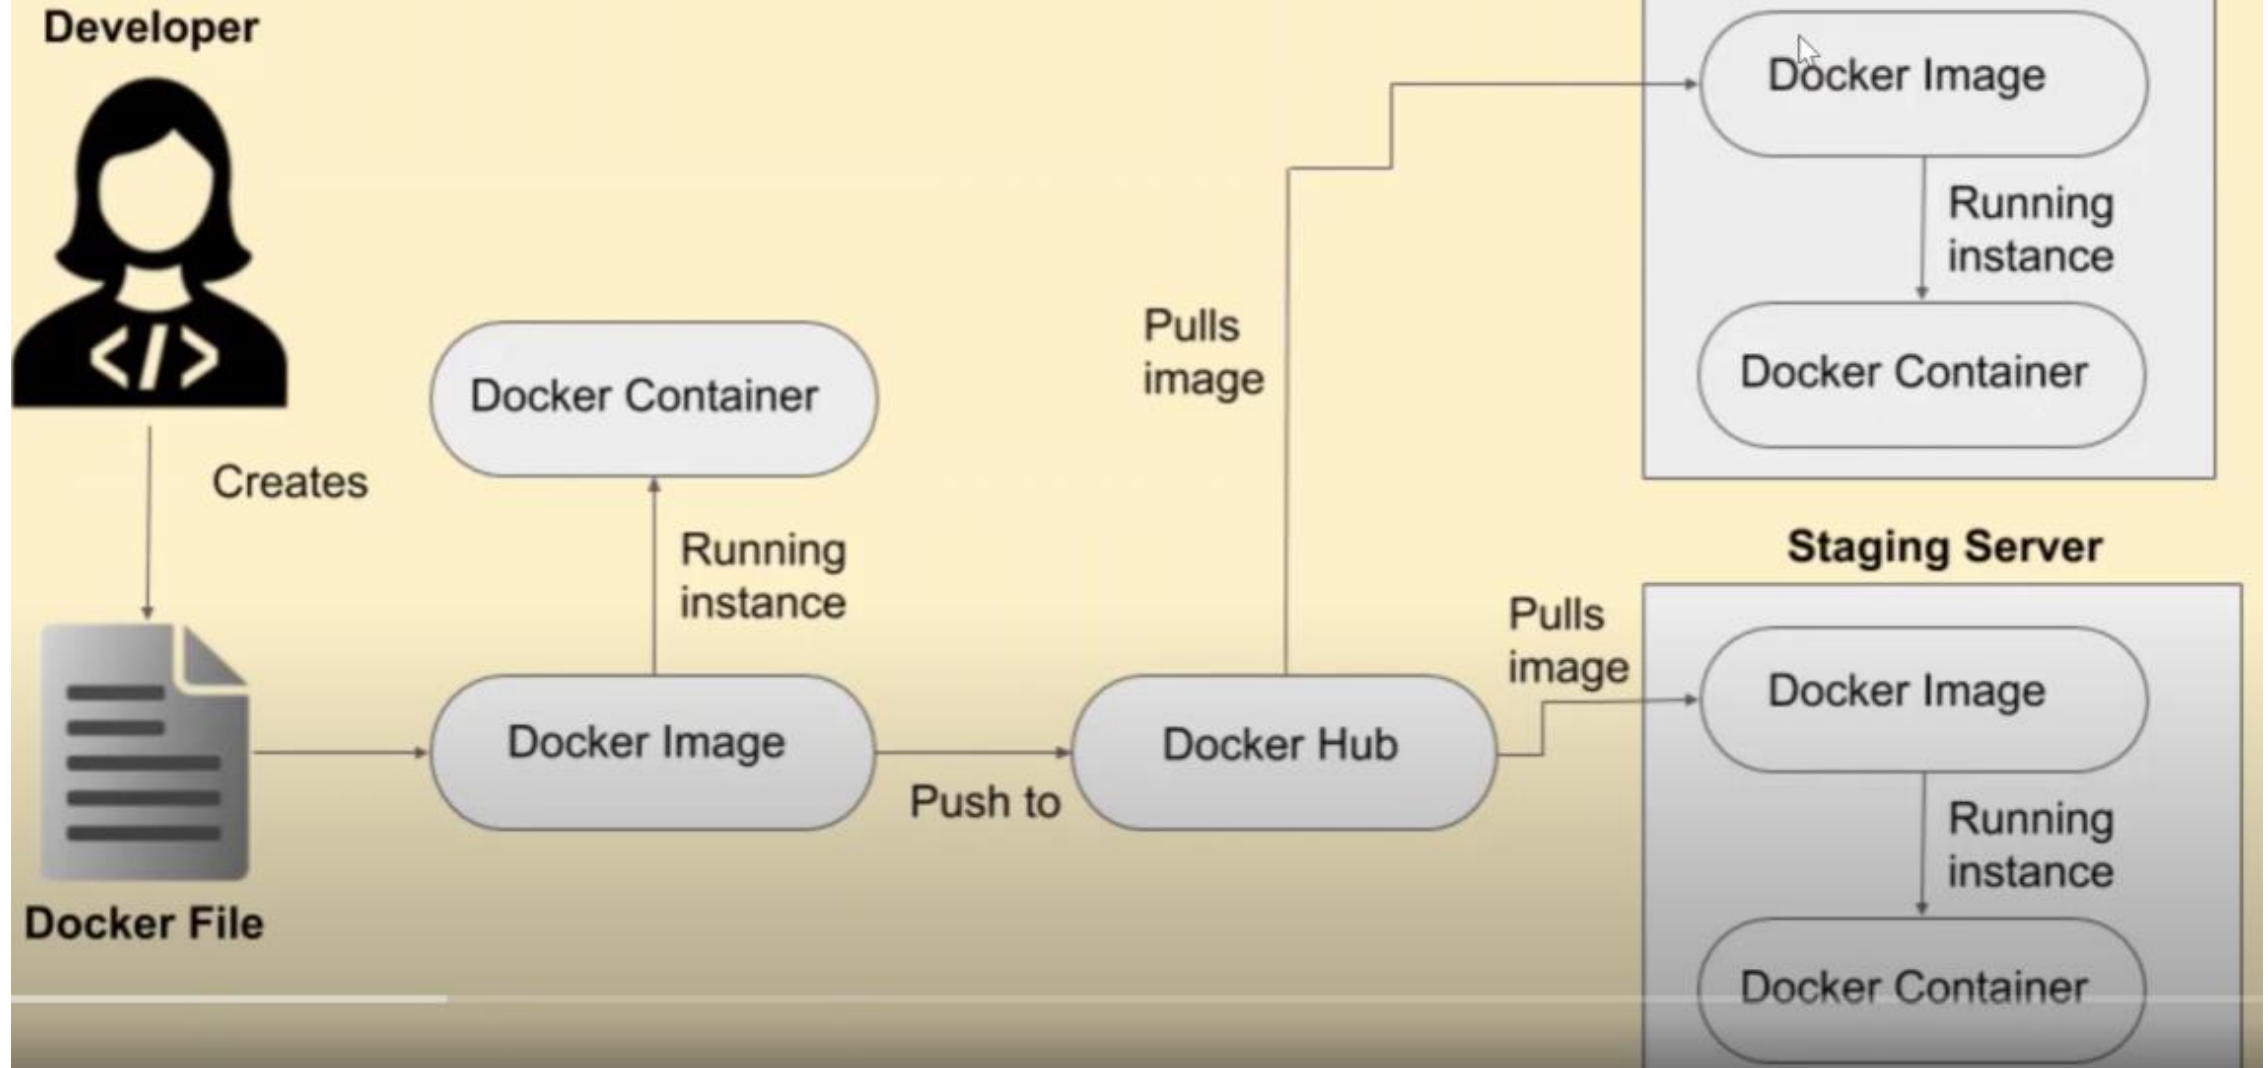 Developer
</>
Creates
Docker File
Docker Container
Running
instance
Docker Image
Push to
Docker Hub
Pulls
image
Docker Image
Running
instance
Docker Container
Staging Server
Pulls
image
Docker Image
Running
instance
Docker Container